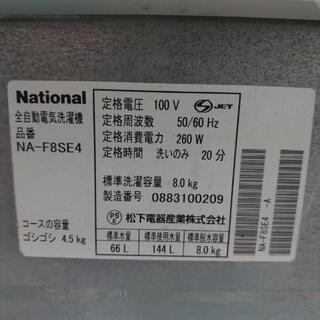 National
全自動電気洗濯機
品番
NA-F8SE4
定格電圧 100 V
JET
定格周波数 50/60 Hz
定格消費電力 260 W
定格時間 洗いのみ 20 分
標準洗濯容量 8.0 kg
製造番号 0883100209
PS E 松下電器産業株式会社
コースの容量
ゴシゴシ 4.5 kg
標準水量 標準使用水量 標準脱水容量
66 L 144 L 8.0 kg
NA-F8SE4 -A